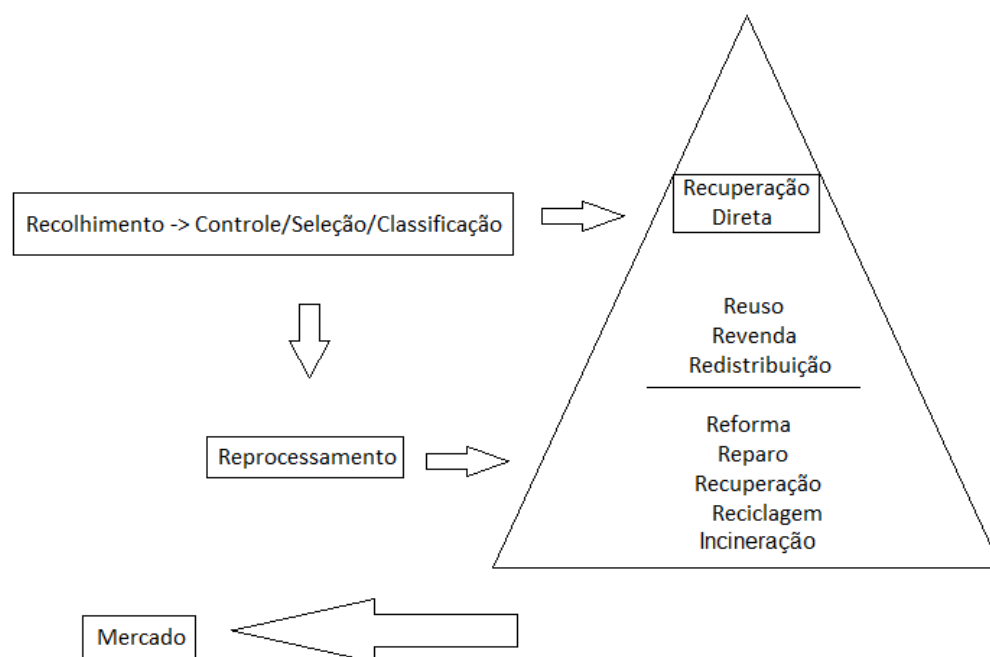 Recolhimento -> Controle/Seleção/Classificação
Recuperação
Direta
Reuso
Revenda
Redistribuição
Reprocessamento
Reforma
Reparo
Recuperação
Reciclagem
Incineração
Mercado